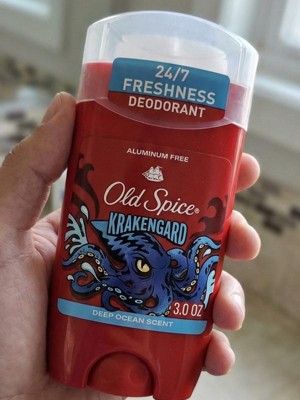 24/7
FRESHNESS
DEODORANT
ALUMINUM FREE
Old Spice®
KRAKENGARD
3.0 OZ
DEEP OCEAN SCENT